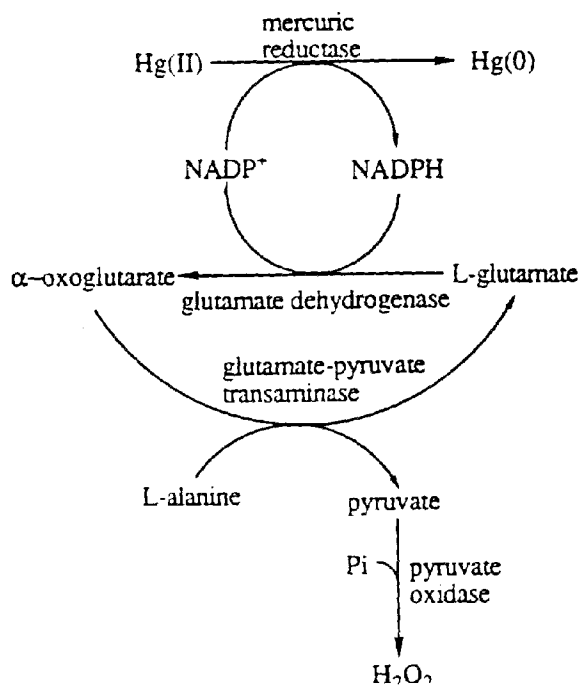 mercuric
reductase
Hg(II) Hg(0)
NADP⁺ NADPH
α-oxoglutarate L-glutamate
glutamate dehydrogenase
glutamate-pyruvate
transaminase
L-alanine pyruvate
Pi pyruvate
oxidase
H₂O₂